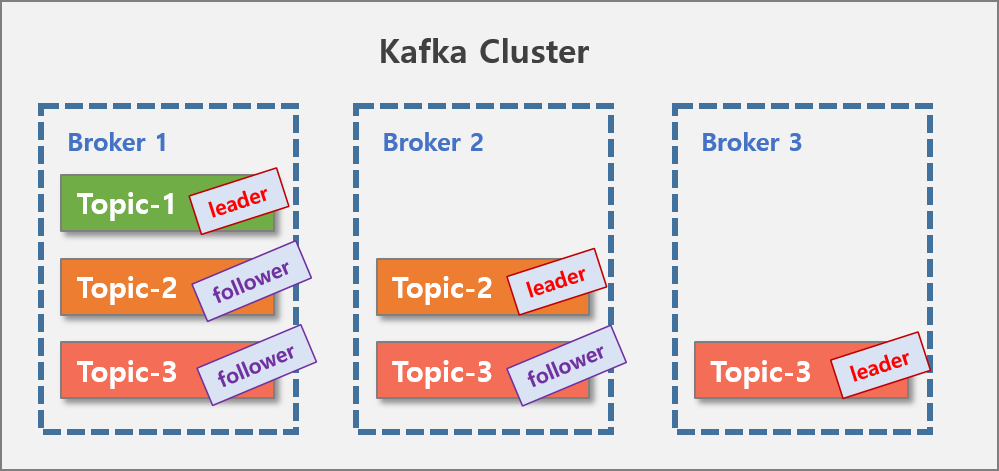 Kafka Cluster
Broker 1
Topic-1 leader
Topic-2 follower
Topic-3 follower
Broker 2
Topic-2 leader
Topic-3 follower
Broker 3
Topic-3 leader